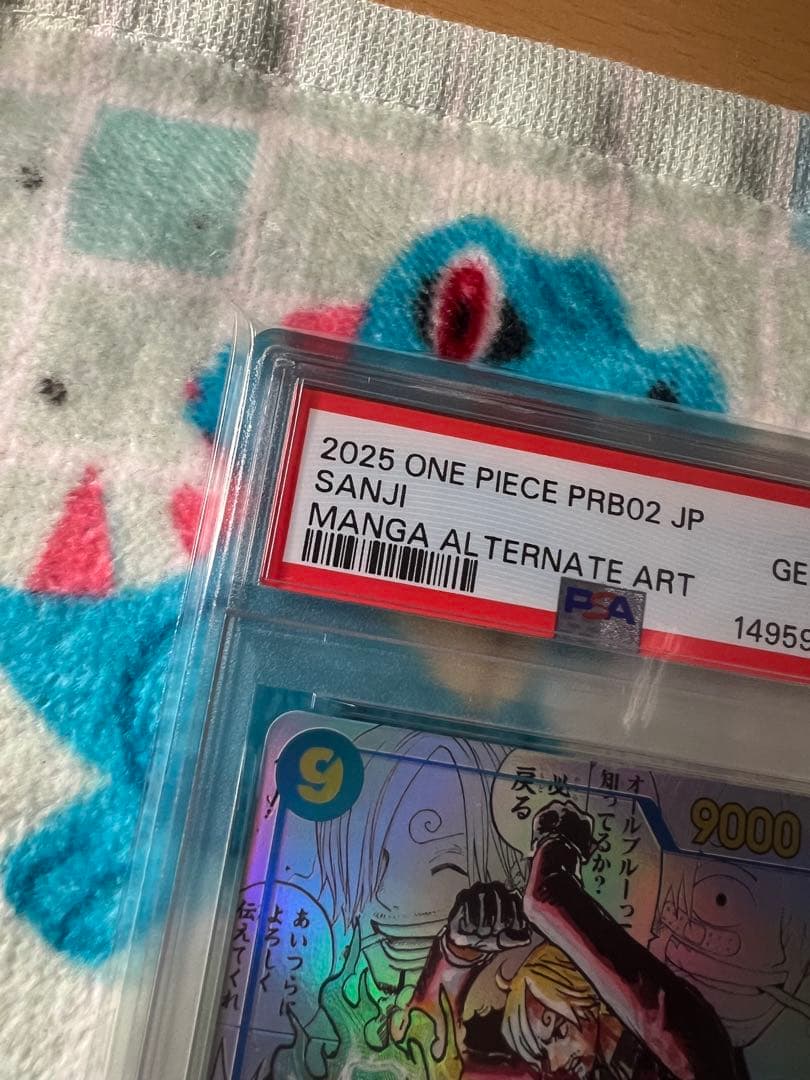 2025 ONE PIECE PRB02 JP
SANJI
MANGA ALTERNATE ART
GE
14959
PSA
9
9000
オールブルーって
知ってるか?
必ず
戻る
あいつらに
よろしく
伝えてくれ